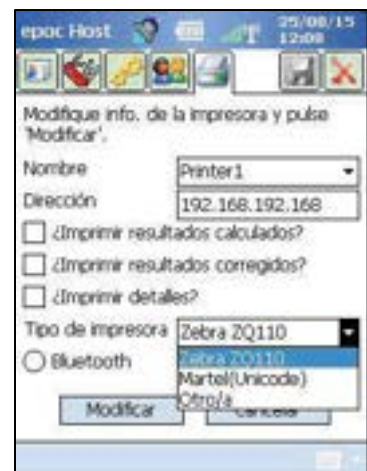 epoc Host 25/08/15
12:08
Modifique info. de la impresora y pulse
'Modificar'.
Nombre Printer1
Dirección 192.168.192.168
¿Imprimir resultados calculados?
¿Imprimir resultados corregidos?
¿Imprimir detalles?
Tipo de impresora Zebra ZQ110
Bluetooth Zebra ZQ110
Martel(Unicode)
Otro/a
Modificar Cancelar